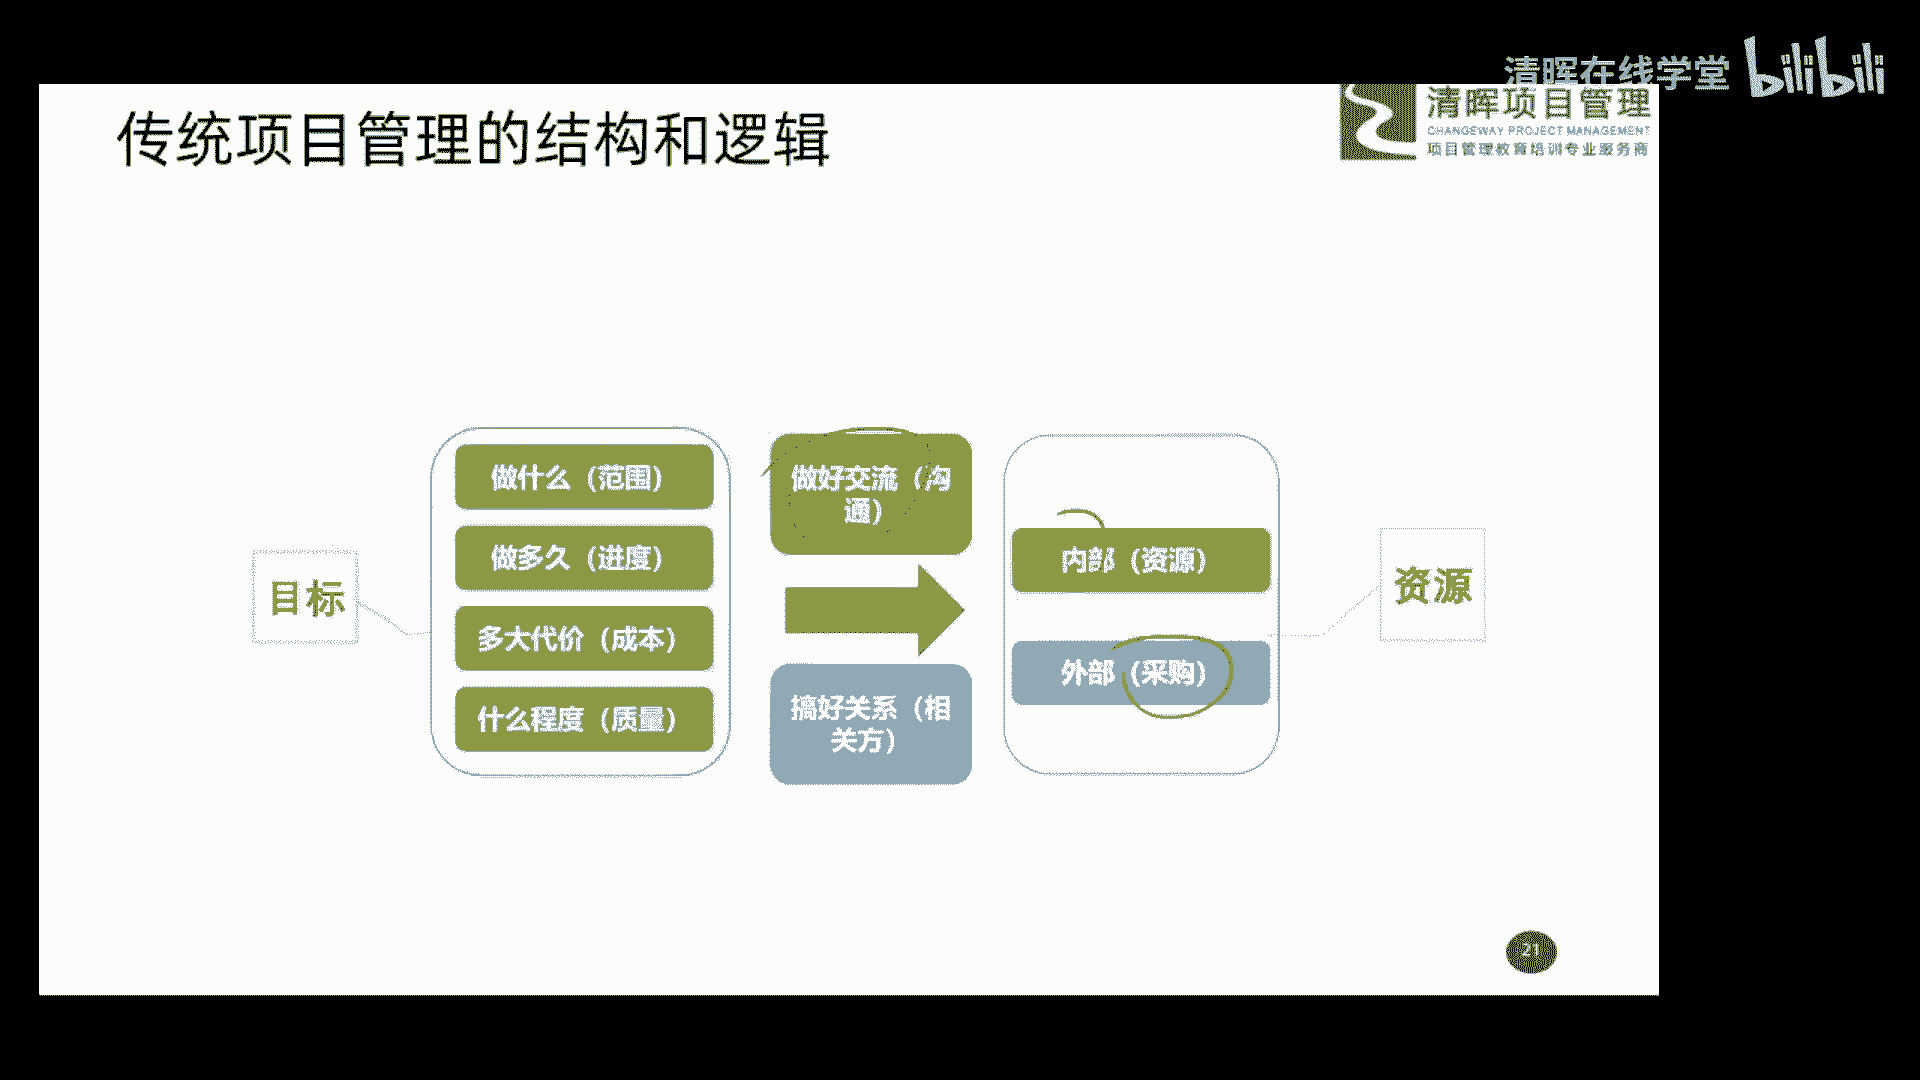 清晖在线学堂 bilibili
传统项目管理的结构和逻辑
清晖项目管理
CHANGEWAY PROJECT MANAGEMENT
项目管理教育培训专业服务商
目标
做什么（范围）
做多久（进度）
多大代价（成本）
什么程度（质量）
做好交流（沟
通）
搞好关系（相
关方）
内部（资源）
外部（采购）
资源
21